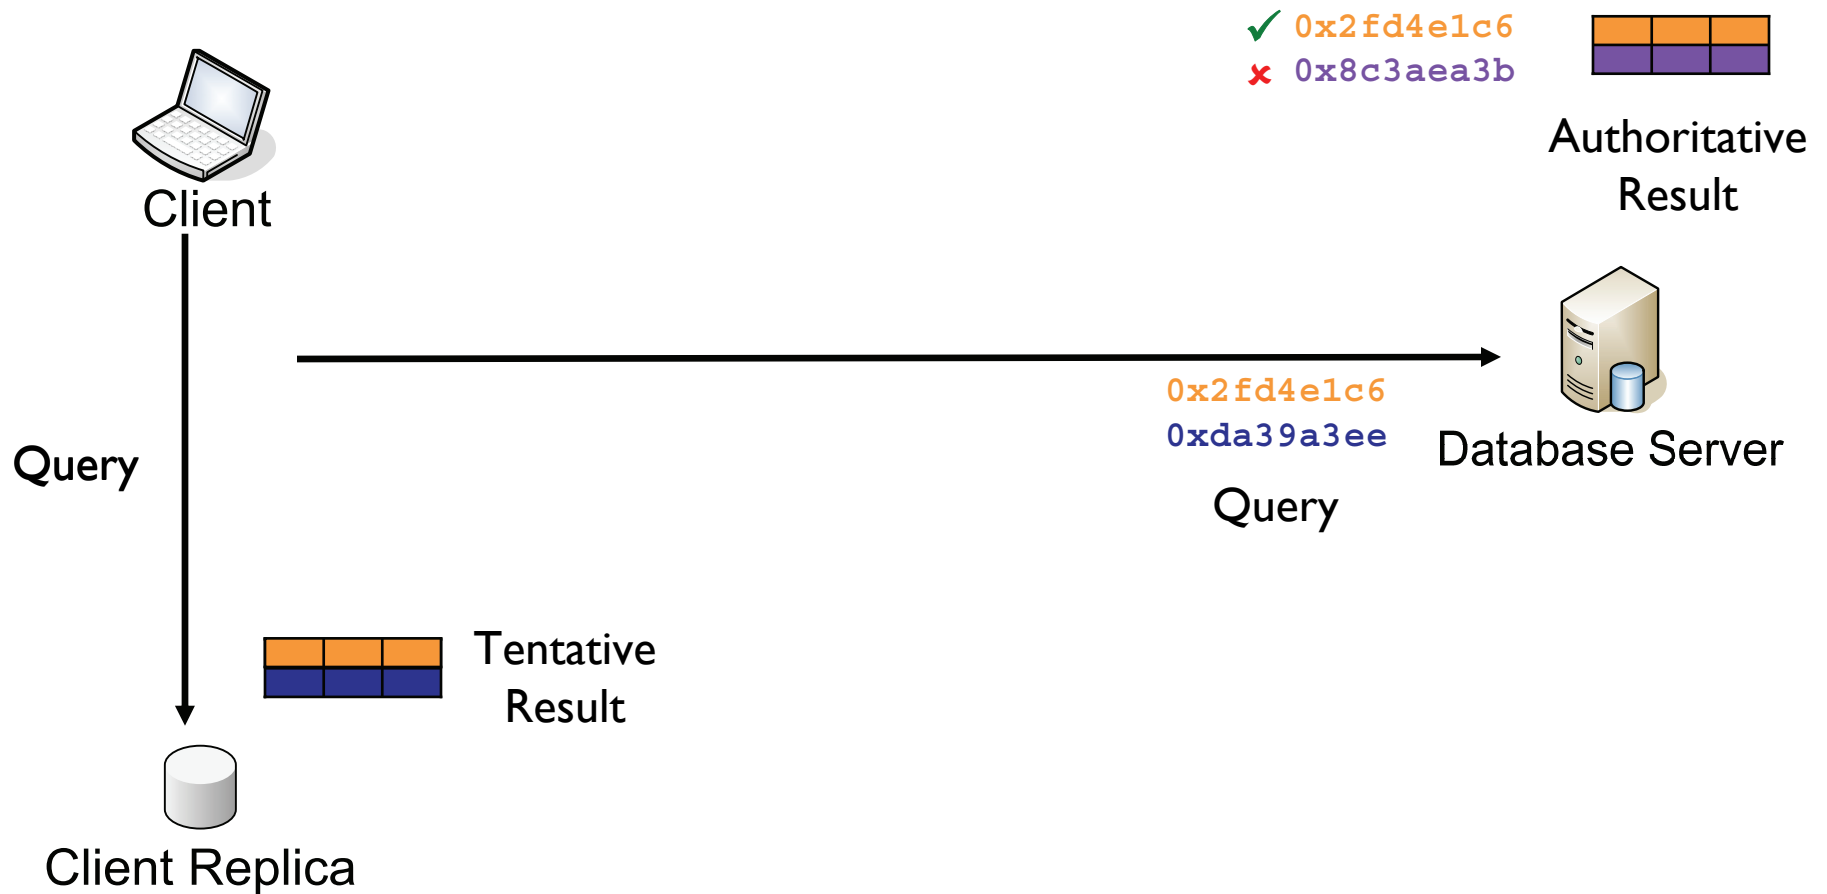 0x2fd4e1c6
0x8c3aea3b
Authoritative
Result
Client
0x2fd4e1c6
0xda39a3ee
Database Server
Query
Query
Tentative
Result
Client Replica